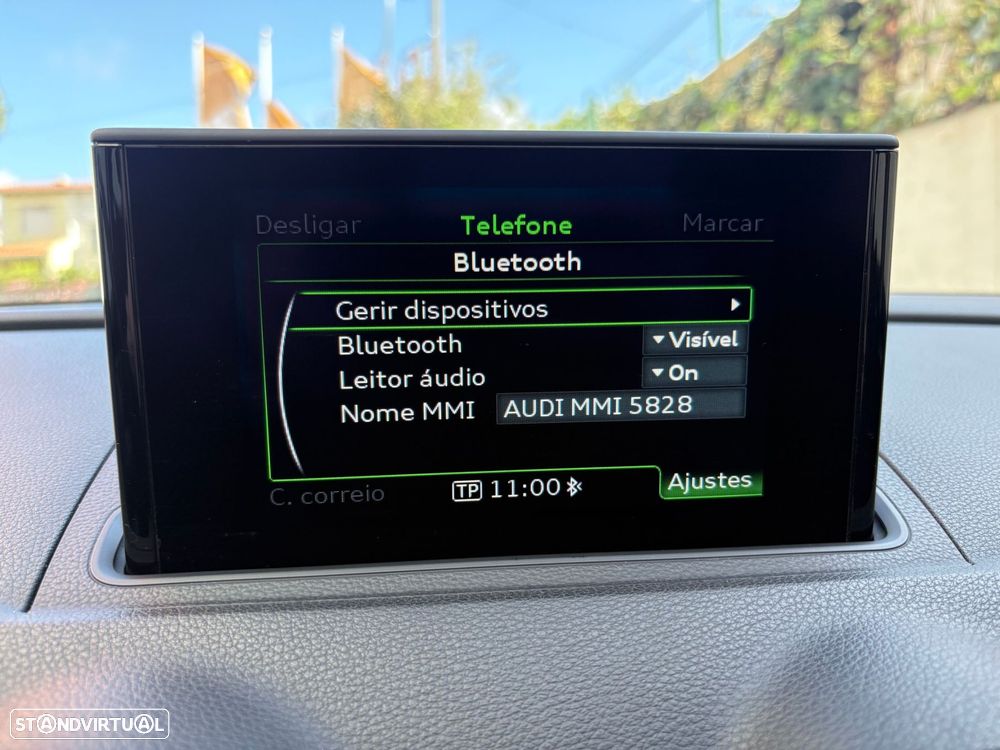 Desligar Telefone Marcar
Bluetooth
Gerir dispositivos
Bluetooth Visível
Leitor áudio On
Nome MMI AUDI MMI 5828
C. correio TP 11:00 Ajustes
STANDVIRTUAL